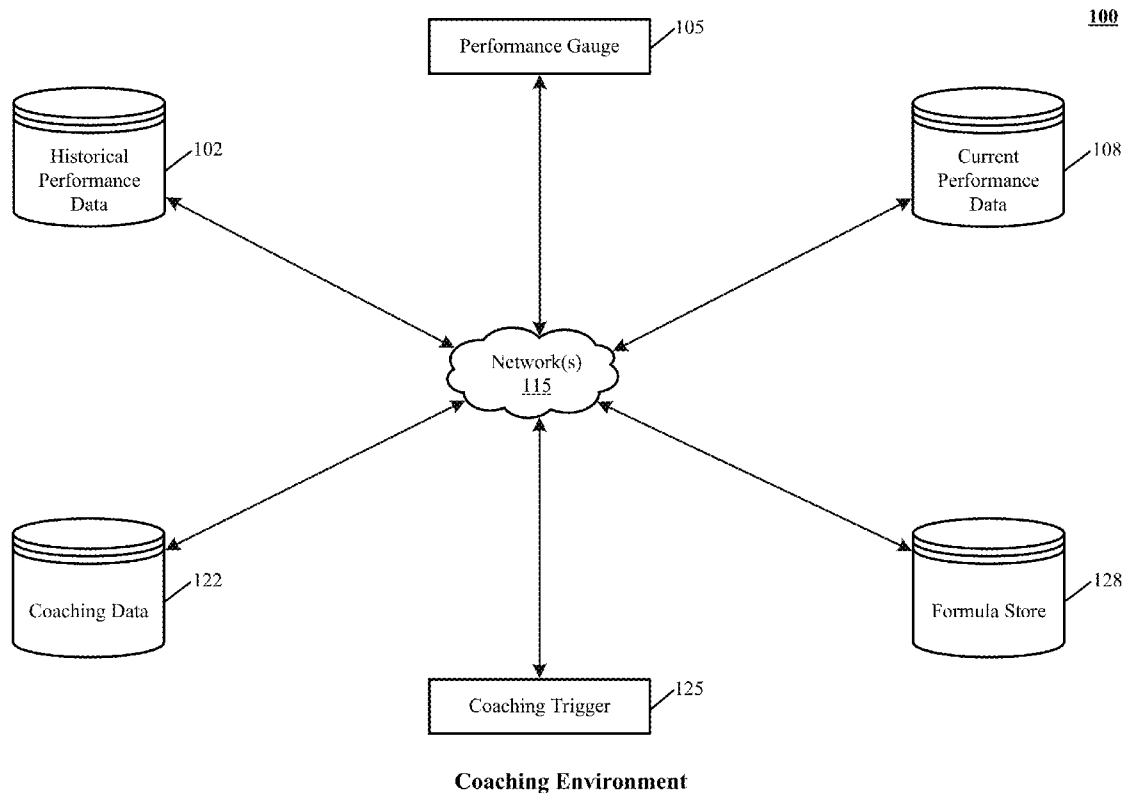 100
Performance Gauge
105
Historical
Performance
Data
102
Current
Performance
Data
108
Network(s)
115
Coaching Data
122
Formula Store
128
Coaching Trigger
125
Coaching Environment